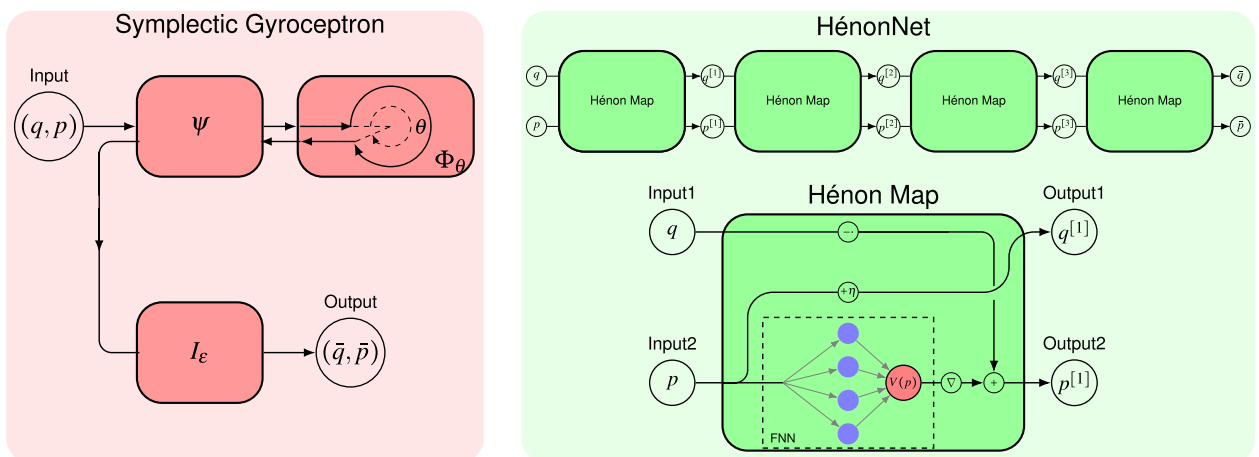 Symplectic Gyroceptron
Input
(q, p)
ψ
θ
Φ_θ
I_ε
Output
(q̄, p̄)
HénonNet
q
Hénon Map
q^[1]
Hénon Map
q^[2]
Hénon Map
q^[3]
Hénon Map
q̄
p
p^[1]
p^[2]
p^[3]
p̄
Hénon Map
Input1
Output1
q
−·
q^[1]
+η
Input2
Output2
p
V(p)
∇
+
p^[1]
FNN